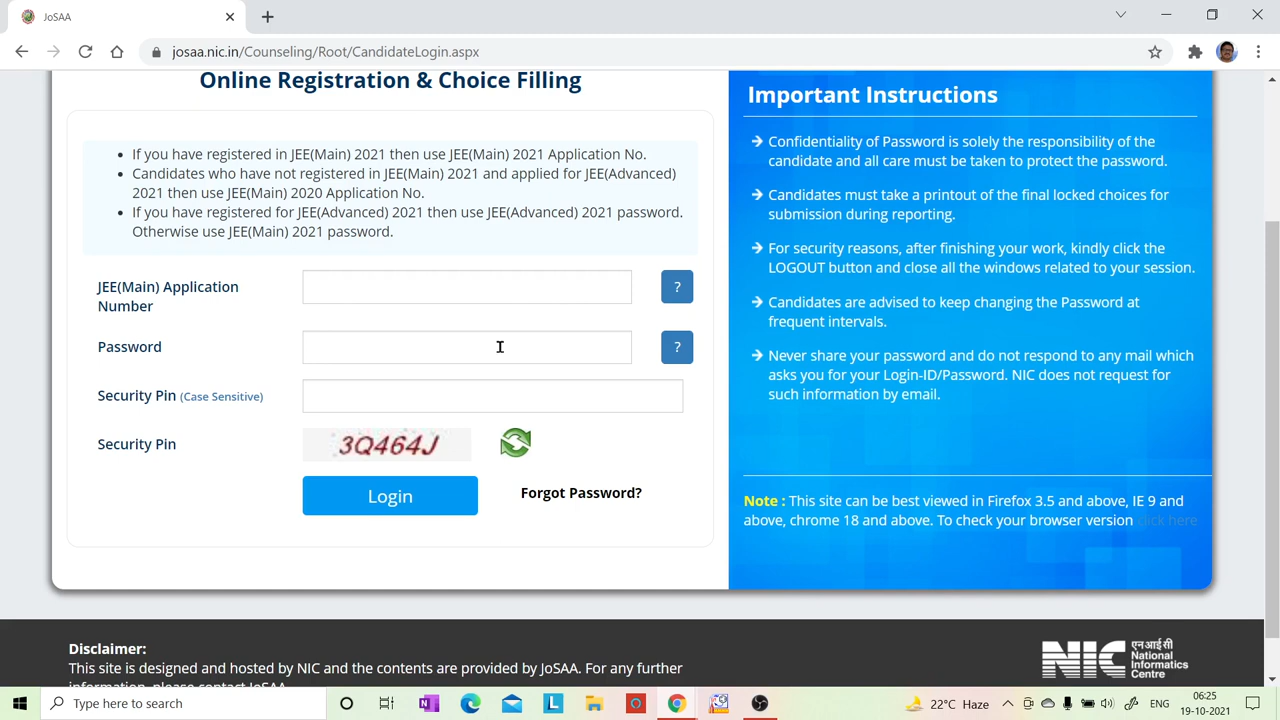 JoSAA
josaa.nic.in/Counseling/Root/CandidateLogin.aspx
Online Registration & Choice Filling
If you have registered in JEE(Main) 2021 then use JEE(Main) 2021 Application No.
Candidates who have not registered in JEE(Main) 2021 and applied for JEE(Advanced)
2021 then use JEE(Main) 2020 Application No.
If you have registered for JEE(Advanced) 2021 then use JEE(Advanced) 2021 password.
Otherwise use JEE(Main) 2021 password.
JEE(Main) Application
Number
?
Password
?
Security Pin (Case Sensitive)
Security Pin
3Q464J
Login
Forgot Password?
Important Instructions
Confidentiality of Password is solely the responsibility of the
candidate and all care must be taken to protect the password.
Candidates must take a printout of the final locked choices for
submission during reporting.
For security reasons, after finishing your work, kindly click the
LOGOUT button and close all the windows related to your session.
Candidates are advised to keep changing the Password at
frequent intervals.
Never share your password and do not respond to any mail which
asks you for your Login-ID/Password. NIC does not request for
such information by email.
Note : This site can be best viewed in Firefox 3.5 and above, IE 9 and
above, chrome 18 and above. To check your browser version click here
Disclaimer:
This site is designed and hosted by NIC and the contents are provided by JoSAA. For any further
information, please contact JoSAA.
NIC
एन आई सी
National
Informatics
Centre
Type here to search
22°C Haze
ENG
06:25
19-10-2021